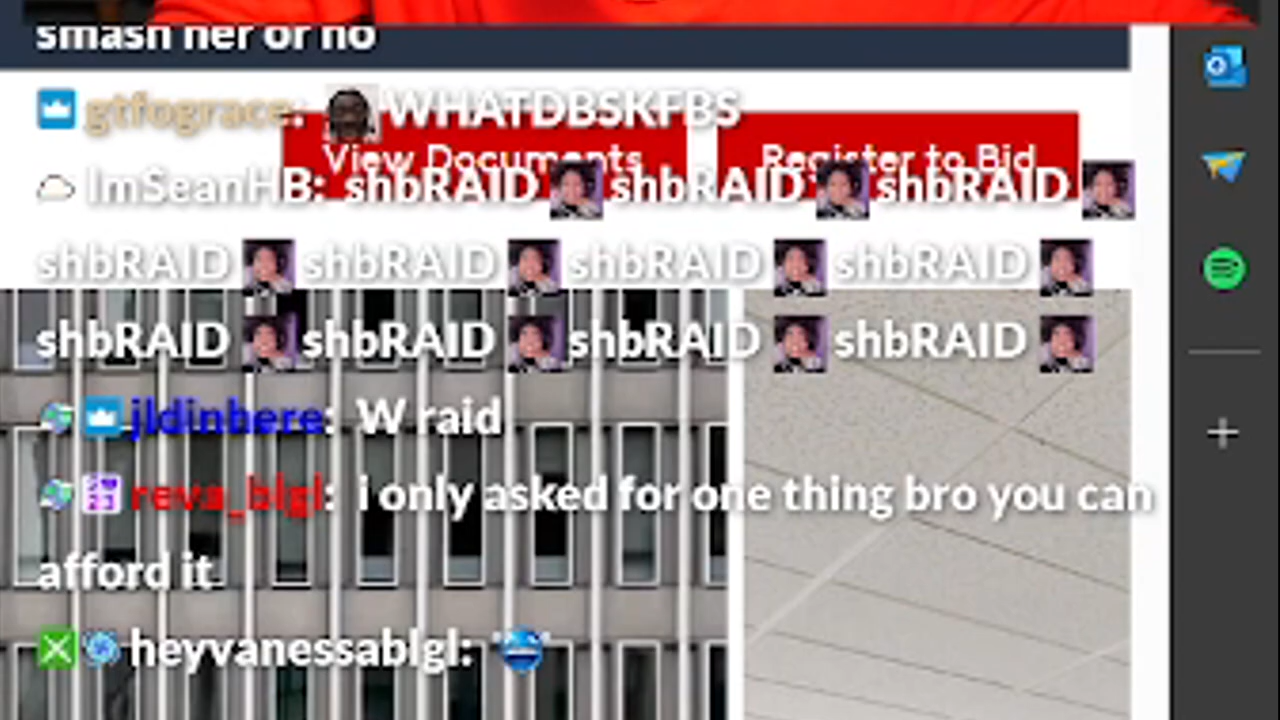 smash her or no
gtfograce: WHATDBSKFBS
View Documents
Register to Bid
ImSeanHB: shbRAID shbRAID shbRAID
shbRAID shbRAID shbRAID shbRAID
shbRAID shbRAID shbRAID shbRAID
jldinhere: W raid
reva_blgl: i only asked for one thing bro you can
afford it
heyvanessablgl: